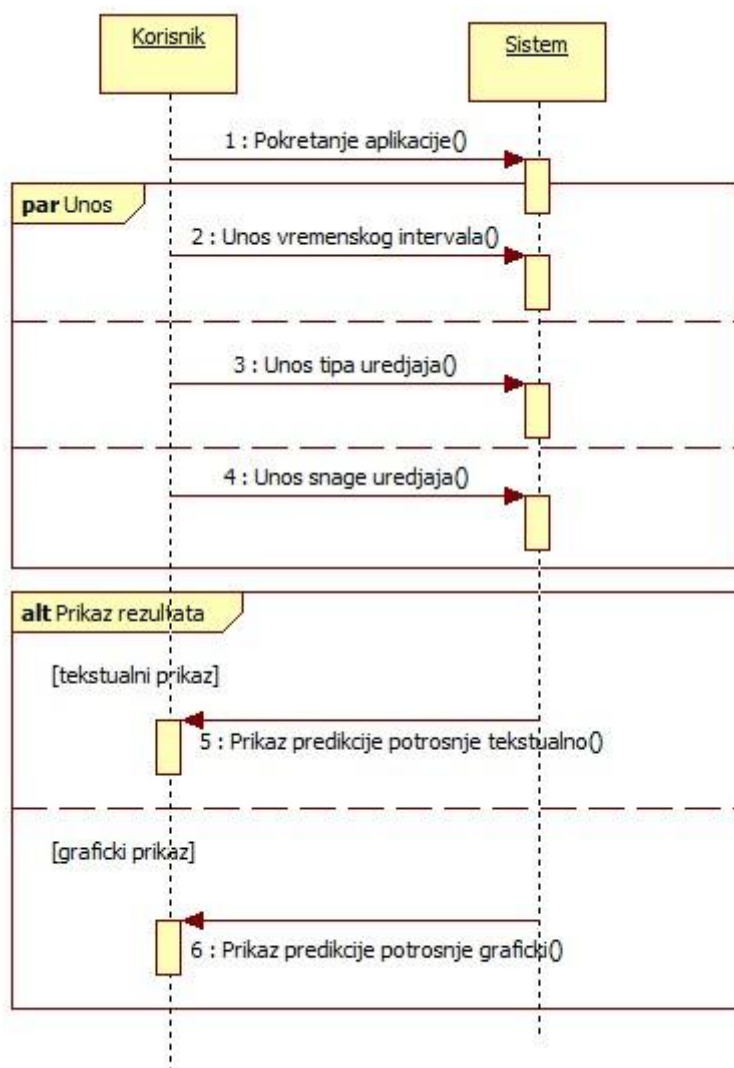 Korisnik
Sistem
1 : Pokretanje aplikacije()
par Unos
2 : Unos vremenskog intervala()
3 : Unos tipa uredjaja()
4 : Unos snage uredjaja()
alt Prikaz rezultata
[tekstualni prikaz]
5 : Prikaz predikcije potrosnje tekstualno()
[graficki prikaz]
6 : Prikaz predikcije potrosnje graficki()